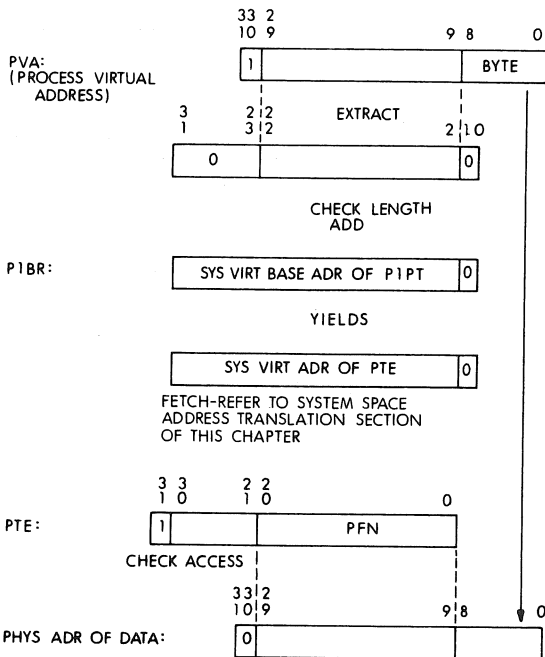 33 2
10 9 9 8 0
PVA:
(PROCESS VIRTUAL
ADDRESS)
1 BYTE
3 2 2 EXTRACT
1 3 2 2 1 0
0 0
CHECK LENGTH
ADD
P1BR: SYS VIRT BASE ADR OF P1PT 0
YIELDS
SYS VIRT ADR OF PTE 0
FETCH-REFER TO SYSTEM SPACE
ADDRESS TRANSLATION SECTION
OF THIS CHAPTER
3 3 2 2
1 0 1 0 0
PTE: 1 PFN
CHECK ACCESS
33 2
10 9 9 8 0
PHYS ADR OF DATA: 0